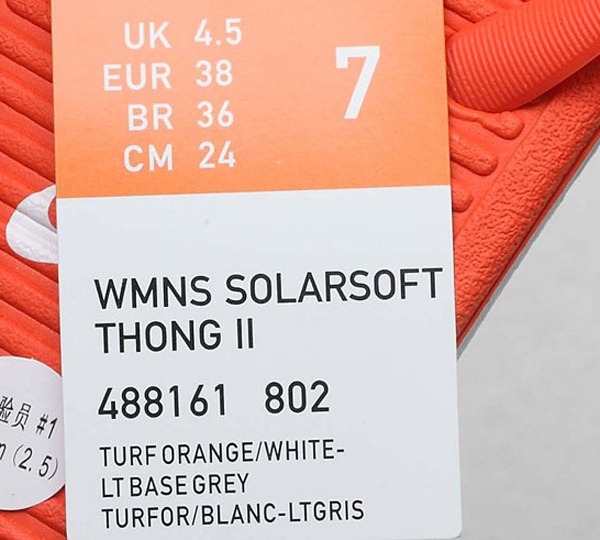 UK 4.5
EUR 38
BR 36
CM 24
7
WMNS SOLARSOFT
THONG II
488161 802
TURF ORANGE/WHITE-
LT BASE GREY
TURFOR/BLANC-LTGRIS
验员 #1
(2.5)